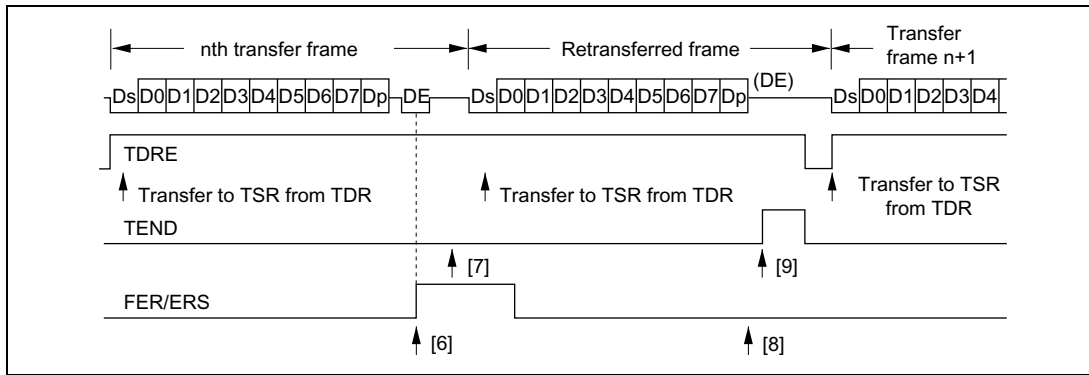 nth transfer frame
Retransferred frame
Transfer
frame n+1
Ds D0 D1 D2 D3 D4 D5 D6 D7 Dp DE Ds D0 D1 D2 D3 D4 D5 D6 D7 Dp (DE) Ds D0 D1 D2 D3 D4
TDRE
Transfer to TSR from TDR
Transfer to TSR from TDR
Transfer to TSR
from TDR
TEND
[7]
[9]
FER/ERS
[6]
[8]